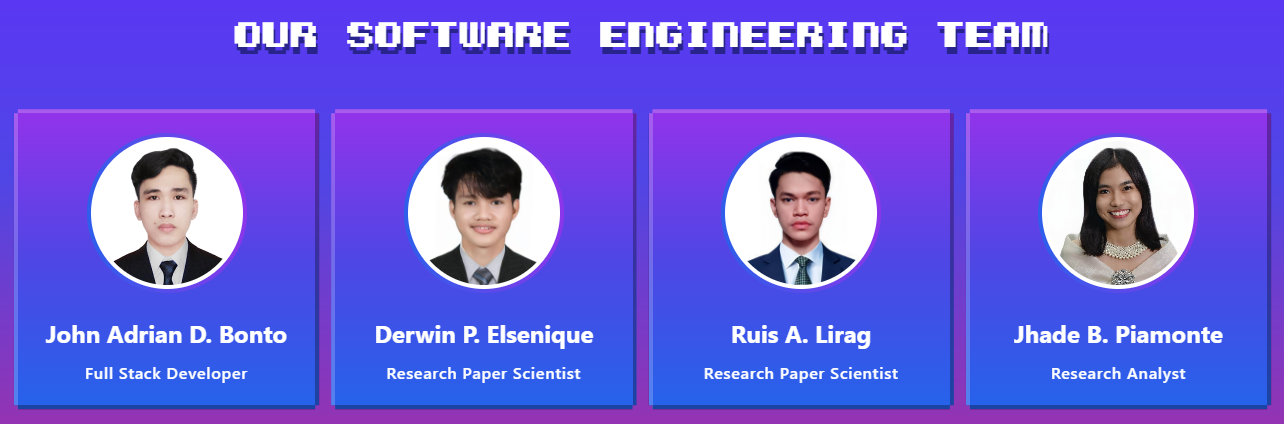 OUR SOFTWARE ENGINEERING TEAM
John Adrian D. Bonto
Full Stack Developer
Derwin P. Elsenique
Research Paper Scientist
Ruis A. Lirag
Research Paper Scientist
Jhade B. Piamonte
Research Analyst